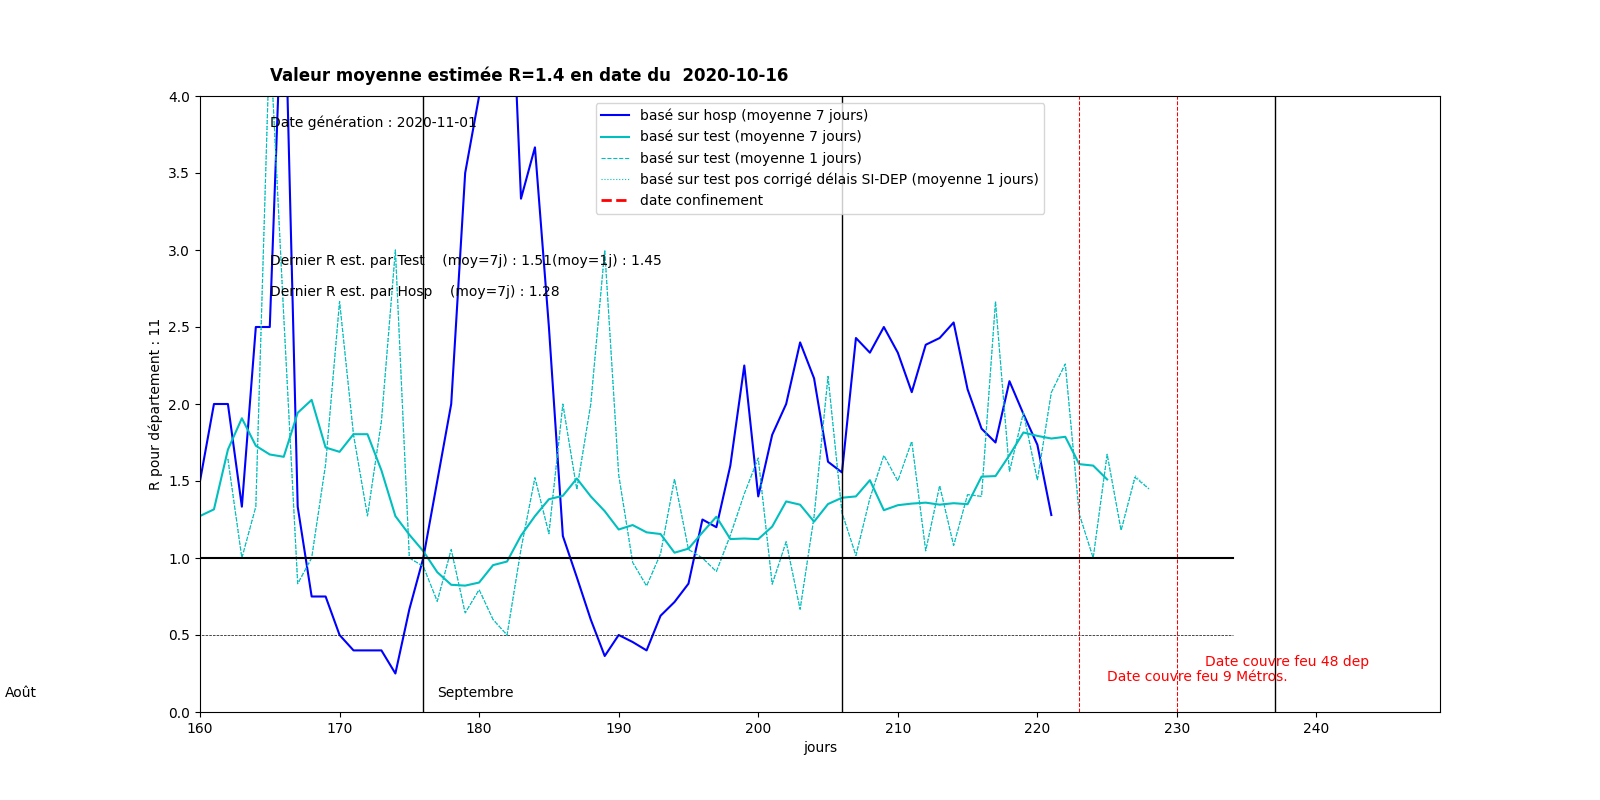 Valeur moyenne estimée R=1.4 en date du  2020-10-16
Date génération : 2020-11-01
basé sur hosp (moyenne 7 jours)
basé sur test (moyenne 7 jours)
basé sur test (moyenne 1 jours)
basé sur test pos corrigé délais SI-DEP (moyenne 1 jours)
date confinement
Dernier R est. par Test    (moy=7j) : 1.51(moy=1j) : 1.45
Dernier R est. par Hosp    (moy=7j) : 1.28
R pour département : 11
4.0
3.5
3.0
2.5
2.0
1.5
1.0
0.5
0.0
Date couvre feu 48 dep
Date couvre feu 9 Métros.
Août
Septembre
160 170 180 190 200 210 220 230 240
jours